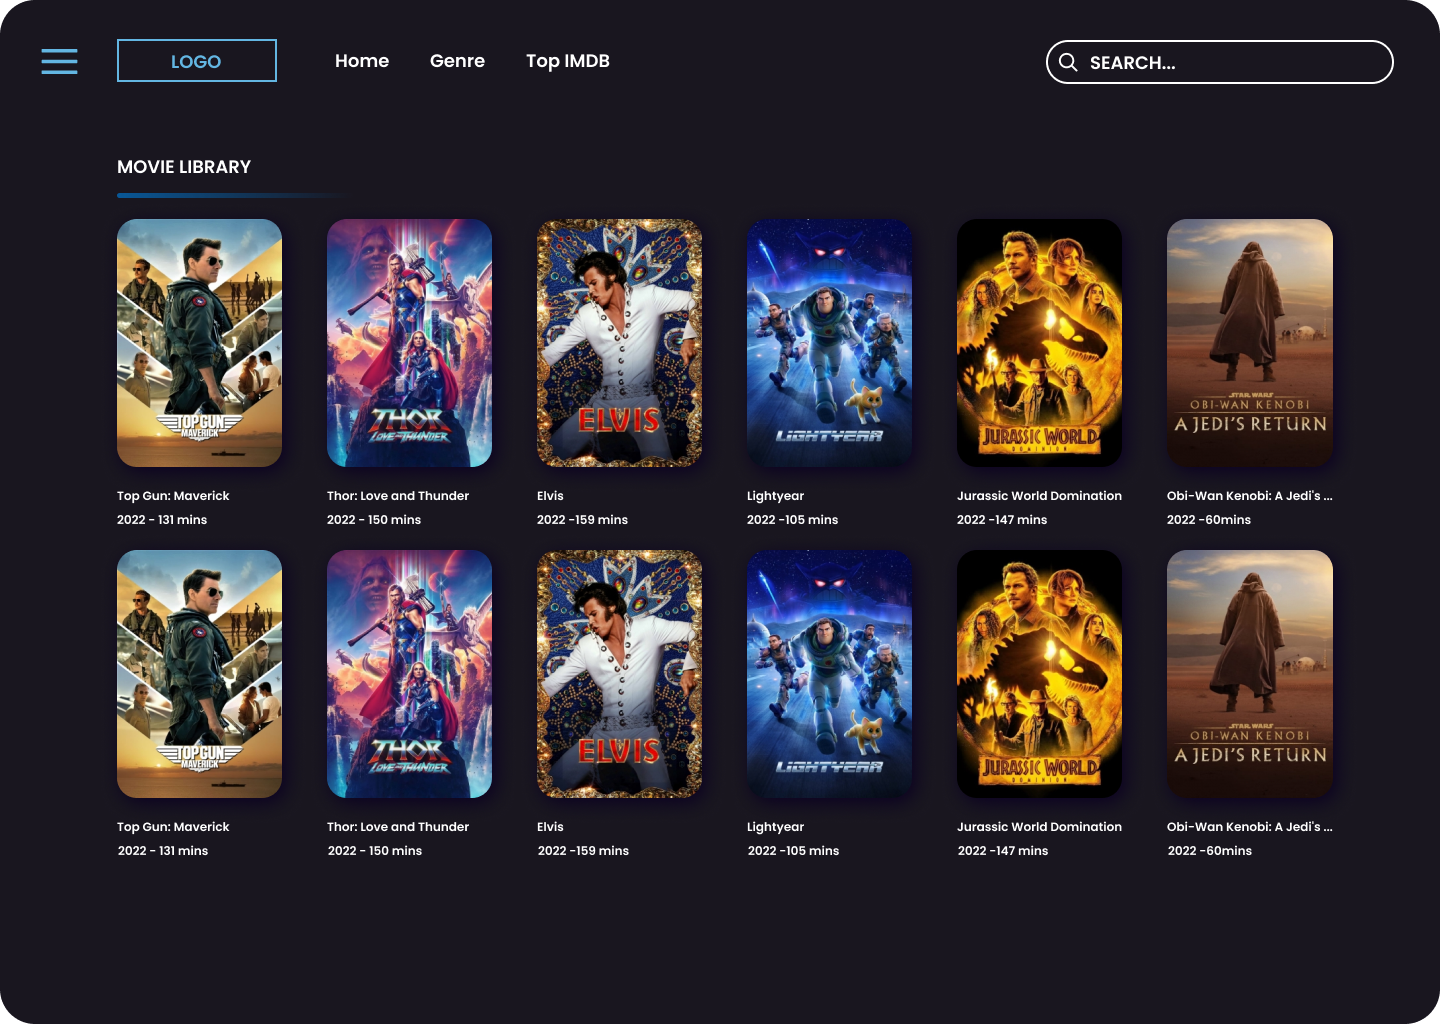 LOGO
Home
Genre
Top IMDB
SEARCH...
MOVIE LIBRARY
TOPGUN
MAVERICK
THOR
LOVE AND THUNDER
ELVIS
LIGHTYEAR
JURASSIC WORLD
DOMINION
STAR WARS
OBI-WAN KENOBI
A JEDI'S RETURN
Top Gun: Maverick
Thor: Love and Thunder
Elvis
Lightyear
Jurassic World Domination
Obi-Wan Kenobi: A Jedi's ...
2022 - 131 mins
2022 - 150 mins
2022 -159 mins
2022 -105 mins
2022 -147 mins
2022 -60mins
TOPGUN
MAVERICK
THOR
LOVE AND THUNDER
ELVIS
LIGHTYEAR
JURASSIC WORLD
DOMINION
STAR WARS
OBI-WAN KENOBI
A JEDI'S RETURN
Top Gun: Maverick
Thor: Love and Thunder
Elvis
Lightyear
Jurassic World Domination
Obi-Wan Kenobi: A Jedi's ...
2022 - 131 mins
2022 - 150 mins
2022 -159 mins
2022 -105 mins
2022 -147 mins
2022 -60mins